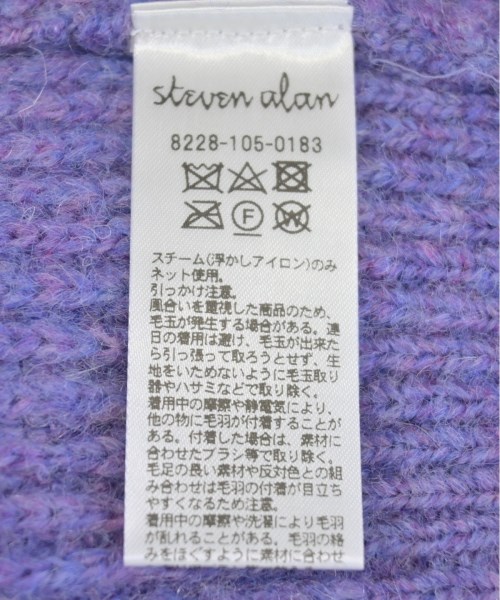 steven alan
8228-105-0183
F
W
スチーム(浮かしアイロン)のみ
ネット使用。
引っかけ注意。
風合いを重視した商品のため、
毛玉が発生する場合がある。連
日の着用は避け、毛玉が出来た
ら引っ張って取ろうとせず、生
地をいためないように毛玉取り
器やハサミなどで取り除く。
着用中の摩擦や静電気により、
他の物に毛羽が付着することが
ある。付着した場合は、素材に
合わせたブラシ等で取り除く。
毛足の長い素材や反対色との組
み合わせは毛羽の付着が目立ち
やすくなるため注意
着用中の摩擦や洗濯により毛羽
が乱れることがある。毛羽の絡
みをほぐすように素材に合わせ